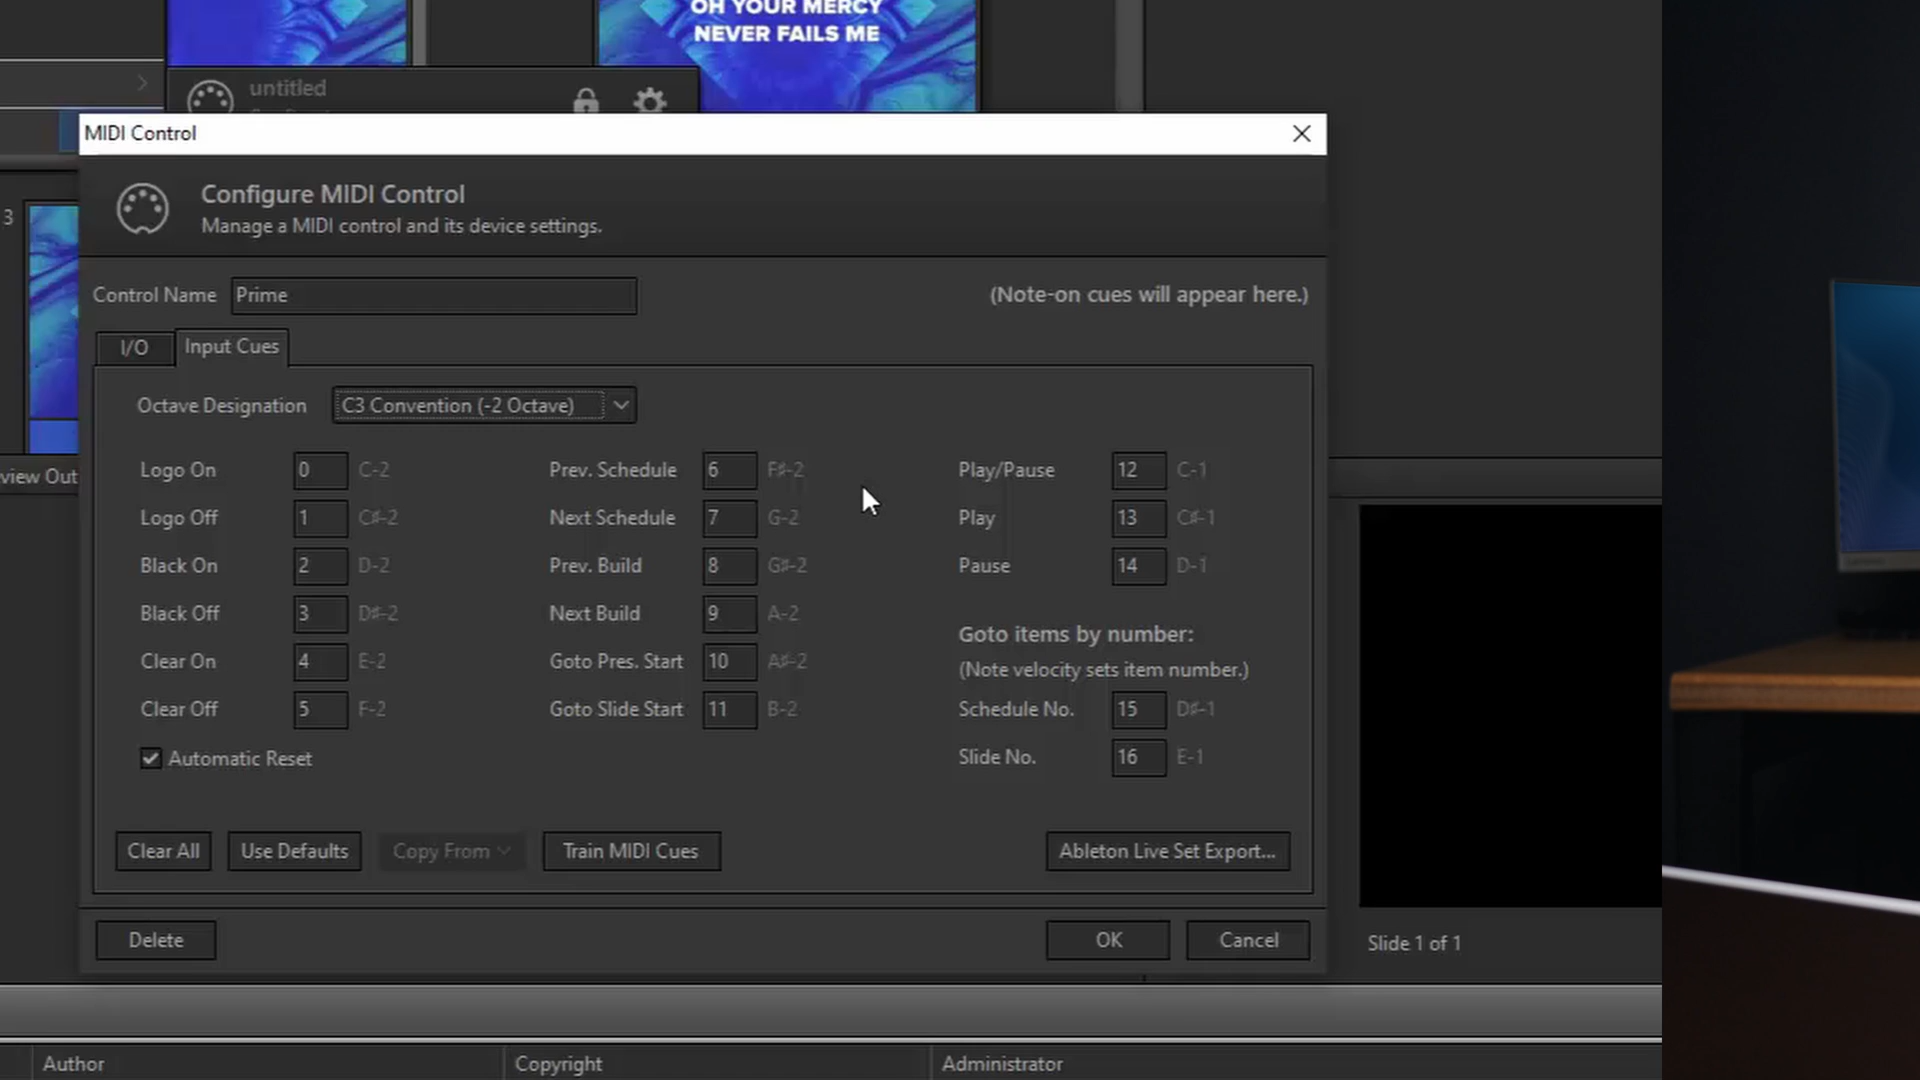 OH YOUR MERCY
NEVER FAILS ME
untitled
MIDI Control
Configure MIDI Control
Manage a MIDI control and its device settings.
3
Control Name Prime (Note-on cues will appear here.)
I/O Input Cues
Octave Designation C3 Convention (-2 Octave)
Logo On 0 C-2 Prev. Schedule 6 F♯-2 Play/Pause 12 C-1
view Out
Logo Off 1 C♯-2 Next Schedule 7 G-2 Play 13 C♯-1
Black On 2 D-2 Prev. Build 8 G♯-2 Pause 14 D-1
Black Off 3 D♯-2 Next Build 9 A-2
Goto items by number:
Clear On 4 E-2 Goto Pres. Start 10 A♯-2 (Note velocity sets item number.)
Clear Off 5 F-2 Goto Slide Start 11 B-2 Schedule No. 15 D♯-1
Automatic Reset Slide No. 16 E-1
Clear All Use Defaults Copy From Train MIDI Cues Ableton Live Set Export...
Delete OK Cancel Slide 1 of 1
Author Copyright Administrator